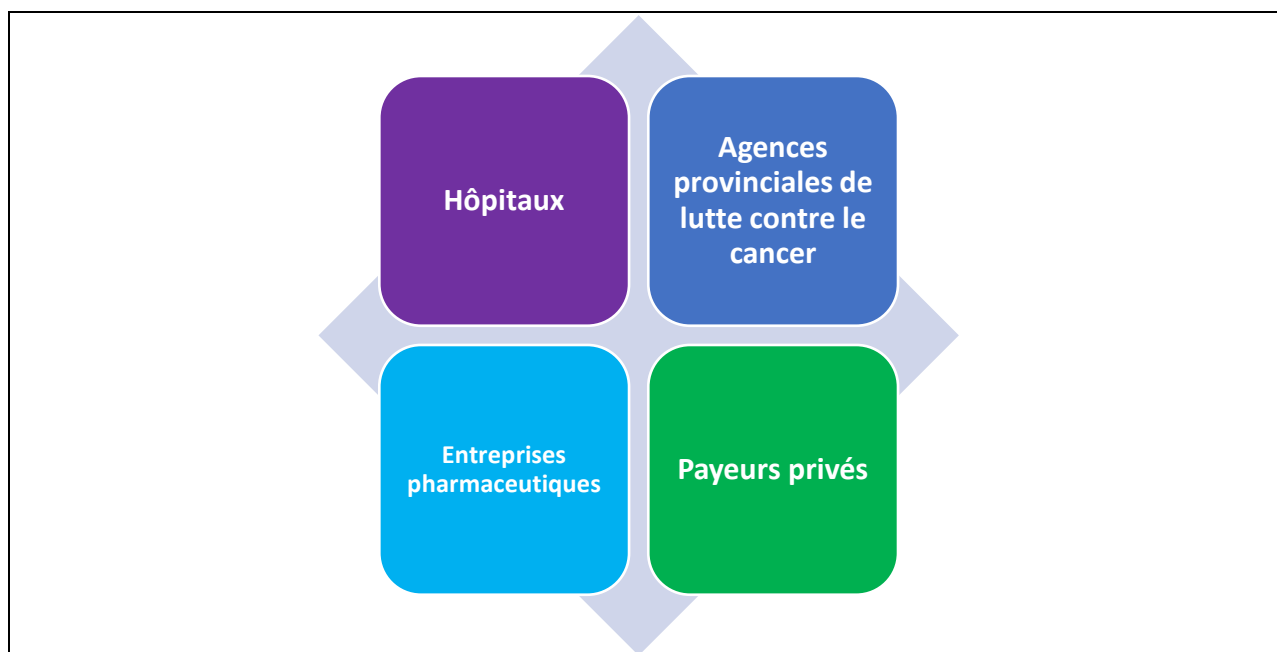 Hôpitaux
Agences
provinciales de
lutte contre le
cancer
Entreprises
pharmaceutiques
Payeurs privés